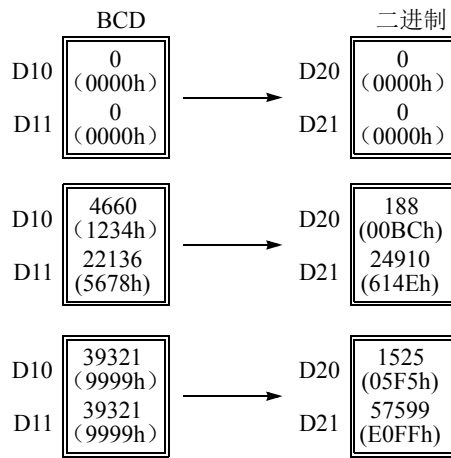 BCD 二进制
D10 0 D20 0
（0000h） （0000h）
D11 0 D21 0
（0000h） （0000h）
D10 4660 D20 188
（1234h） (00BCh)
D11 22136 D21 24910
(5678h) (614Eh)
D10 39321 D20 1525
（9999h） (05F5h)
D11 39321 D21 57599
（9999h） (E0FFh)